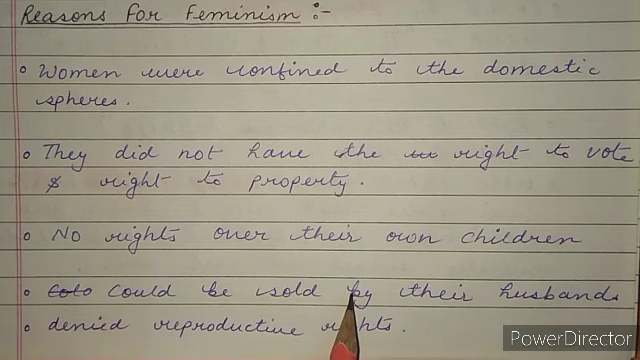 Reasons for Feminism :-
• Women were confined to the domestic
spheres.
• They did not have the right to vote
& right to property.
• No rights over their own children
• Could be sold by their husbands
• denied reproductive rights.
PowerDirector